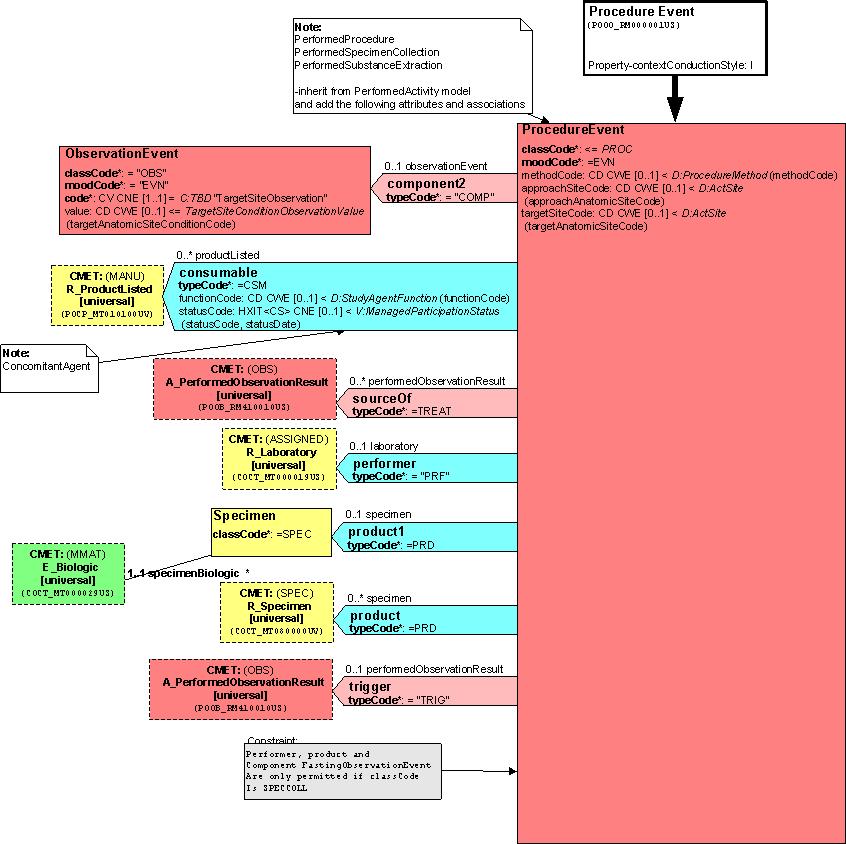 Procedure Event
(POOO_RM000001US)
Property-contextConductionStyle: I
Note:
PerformedProcedure
PerformedSpecimenCollection
PerformedSubstanceExtraction
-inherit from PerformedActivity model
and add the following attributes and associations
ProcedureEvent
classCode*: <= PROC
moodCode*: =EVN
methodCode: CD CWE [0..1] < D:ProcedureMethod (methodCode)
approachSiteCode: CD CWE [0..1] < D:ActSite
(approachAnatomicSiteCode)
targetSiteCode: CD CWE [0..1] < D:ActSite
(targetAnatomicSiteCode)
ObservationEvent
classCode*: = "OBS"
moodCode*: = "EVN"
code*: CV CNE [1..1] = C:TBD "TargetSiteObservation"
value: CD CWE [0..1] <= TargetSiteConditionObservationValue
(targetAnatomicSiteConditionCode)
0..1 observationEvent
component2
typeCode*: = "COMP"
0..* productListed
consumable
typeCode*: =CSM
functionCode: CD CWE [0..1] < D:StudyAgentFunction (functionCode)
statusCode: HXIT<CS> CNE [0..1] < V:ManagedParticipationStatus
(statusCode, statusDate)
CMET: (MANU)
R_ProductListed
[universal]
(POCP_MT010100UV)
Note:
ConcomitantAgent
CMET: (OBS)
A_PerformedObservationResult
[universal]
(POOB_RM410010US)
0..* performedObservationResult
sourceOf
typeCode*: =TREAT
CMET: (ASSIGNED)
R_Laboratory
[universal]
(COCT_MT000019US)
0..1 laboratory
performer
typeCode*: = "PRF"
Specimen
classCode*: =SPEC
0..1 specimen
product1
typeCode*: =PRD
CMET: (MMAT)
E_Biologic
[universal]
(COCT_MT000029US)
1..1 specimenBiologic *
CMET: (SPEC)
R_Specimen
[universal]
(COCT_MT080000UV)
0..* specimen
product
typeCode*: =PRD
CMET: (OBS)
A_PerformedObservationResult
[universal]
(POOB_RM410010US)
0..1 performedObservationResult
trigger
typeCode*: = "TRIG"
Constraint:
Performer, product and
Component FastingObservationEvent
Are only permitted if classCode
Is SPECCOLL